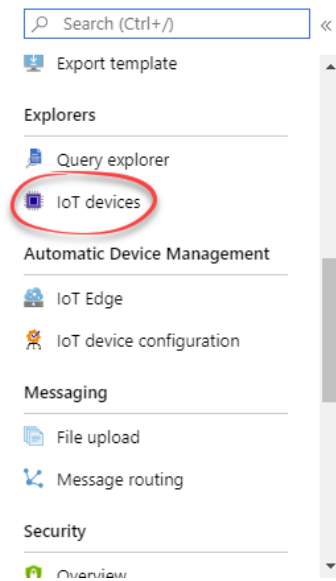 Search (Ctrl+/)
«
Export template
Explorers
Query explorer
IoT devices
Automatic Device Management
IoT Edge
IoT device configuration
Messaging
File upload
Message routing
Security
Overview